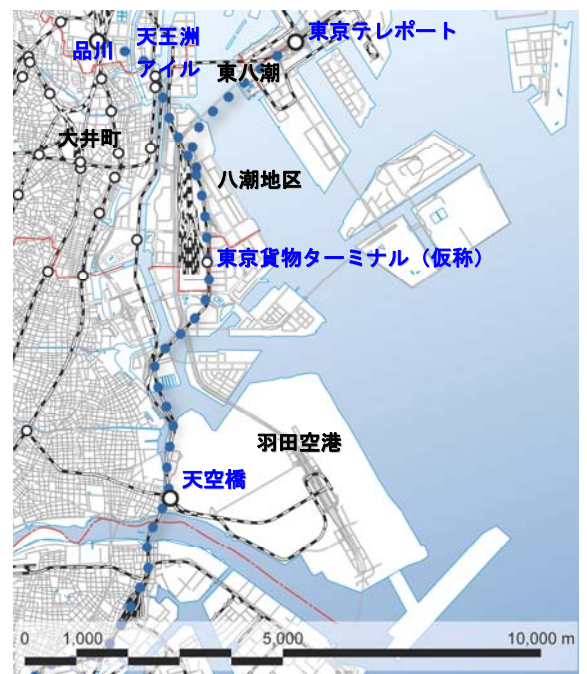 東京テレポート
天王洲
アイル
品川
東八潮
大井町
八潮地区
東京貨物ターミナル（仮称）
羽田空港
天空橋
0 1,000 5,000 10,000 m